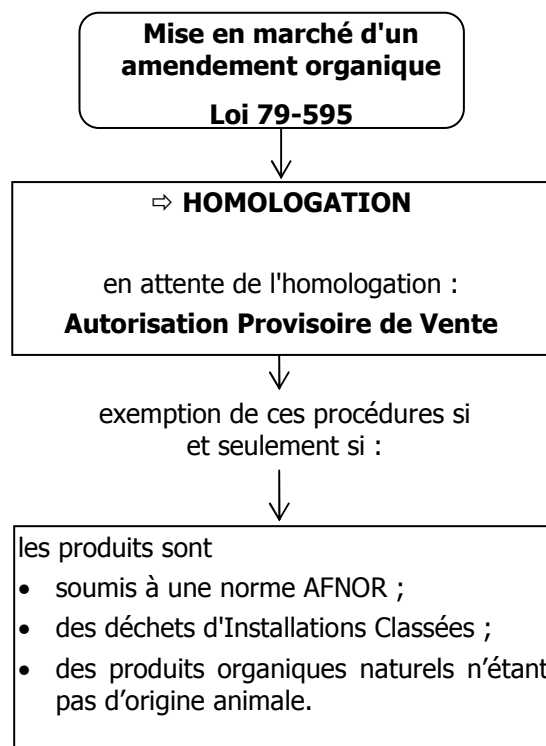 Mise en marché d'un
amendement organique
Loi 79-595
⇨ HOMOLOGATION
en attente de l'homologation :
Autorisation Provisoire de Vente
exemption de ces procédures si
et seulement si :
les produits sont
• soumis à une norme AFNOR ;
• des déchets d'Installations Classées ;
• des produits organiques naturels n’étant
pas d’origine animale.